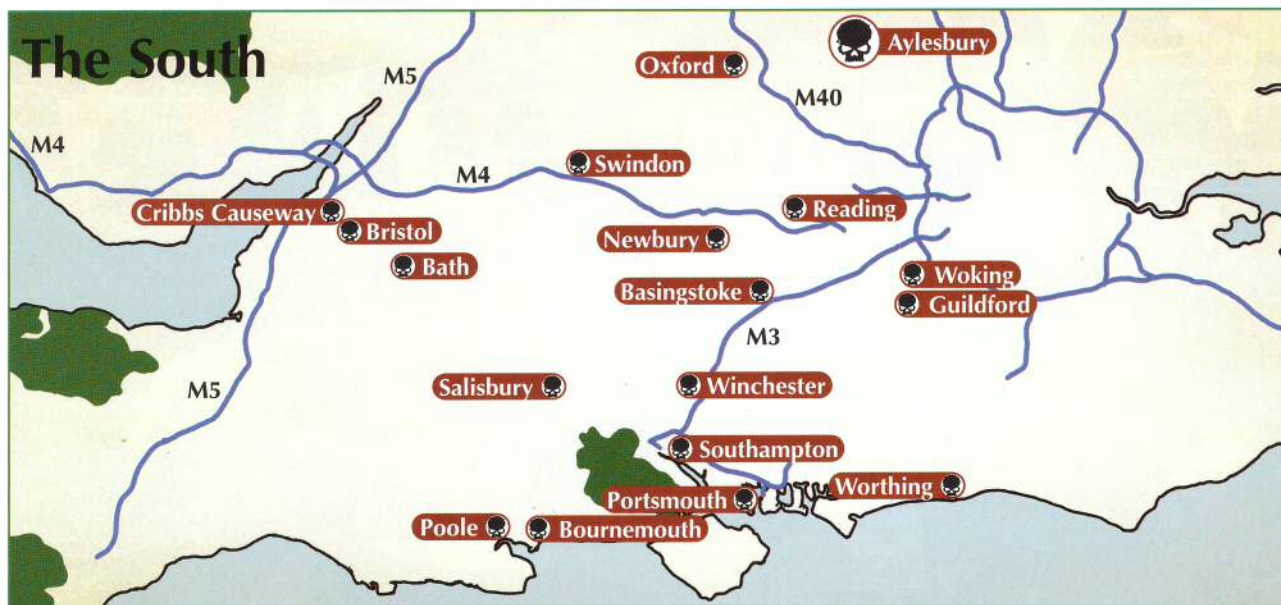 The South
M5
Oxford
Aylesbury
M40
M4
Swindon
M4
Cribbs Causeway
Bristol
Reading
Newbury
Bath
Woking
Basingstoke
Guildford
M3
M5
Salisbury
Winchester
Southampton
Portsmouth
Worthing
Poole
Bournemouth